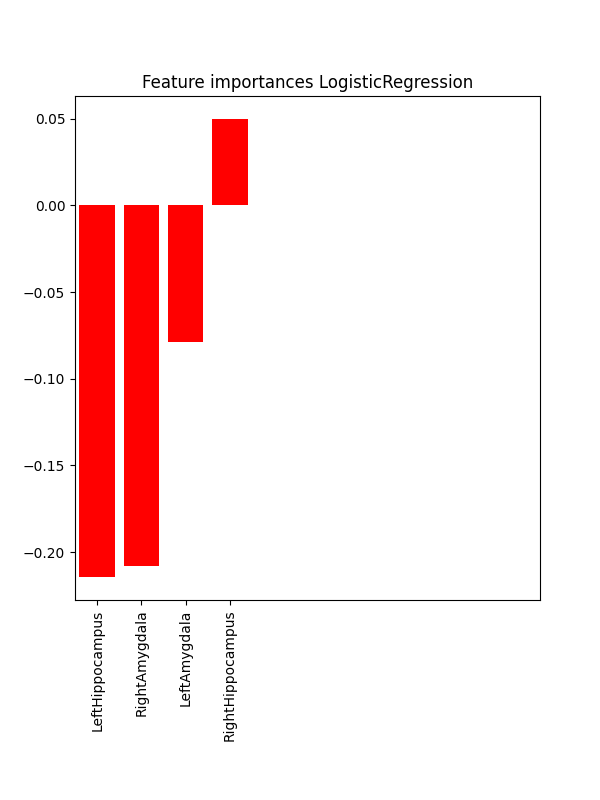 Feature importances LogisticRegression
0.05
0.00
−0.05
−0.10
−0.15
−0.20
LeftHippocampus
RightAmygdala
LeftAmygdala
RightHippocampus